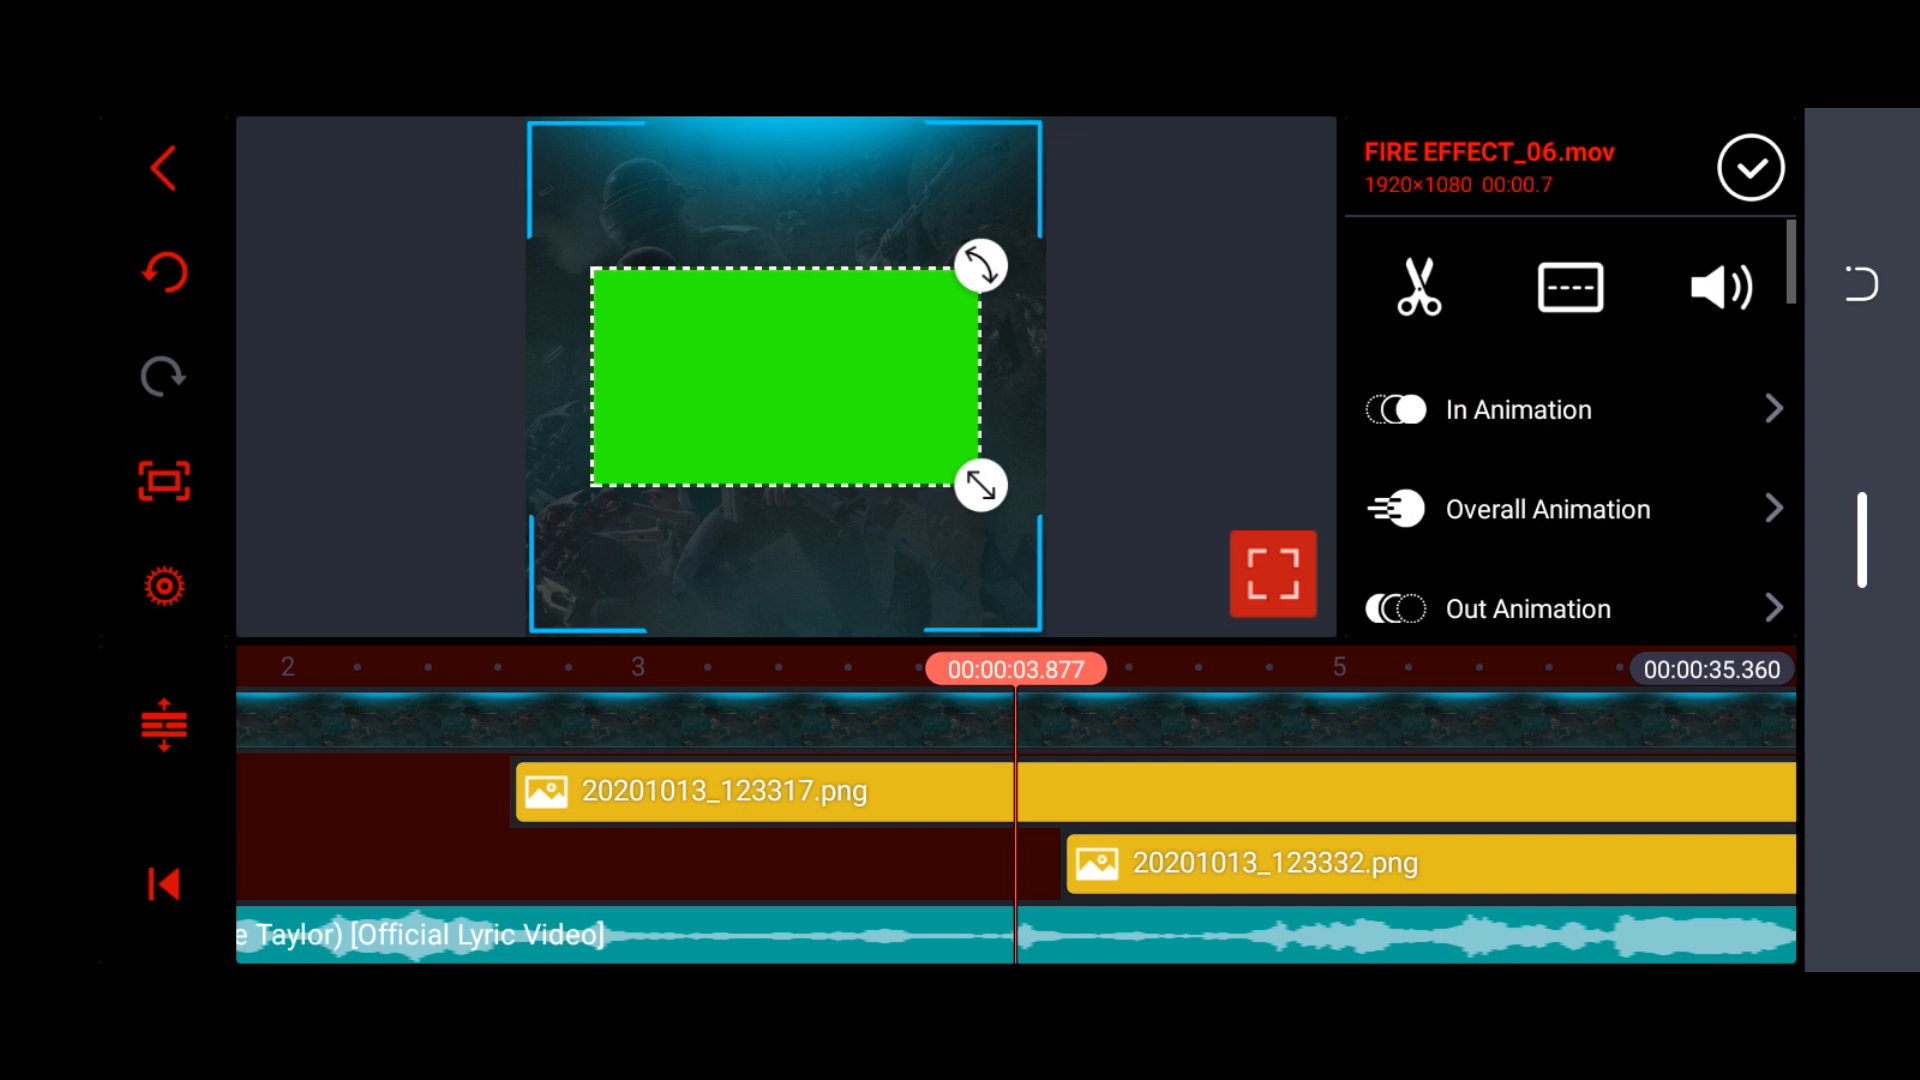 FIRE EFFECT_06.mov
1920×1080 00:00.7
In Animation
Overall Animation
Out Animation
2
3
00:00:03.877
5
00:00:35.360
20201013_123317.png
20201013_123332.png
e Taylor) [Official Lyric Video]